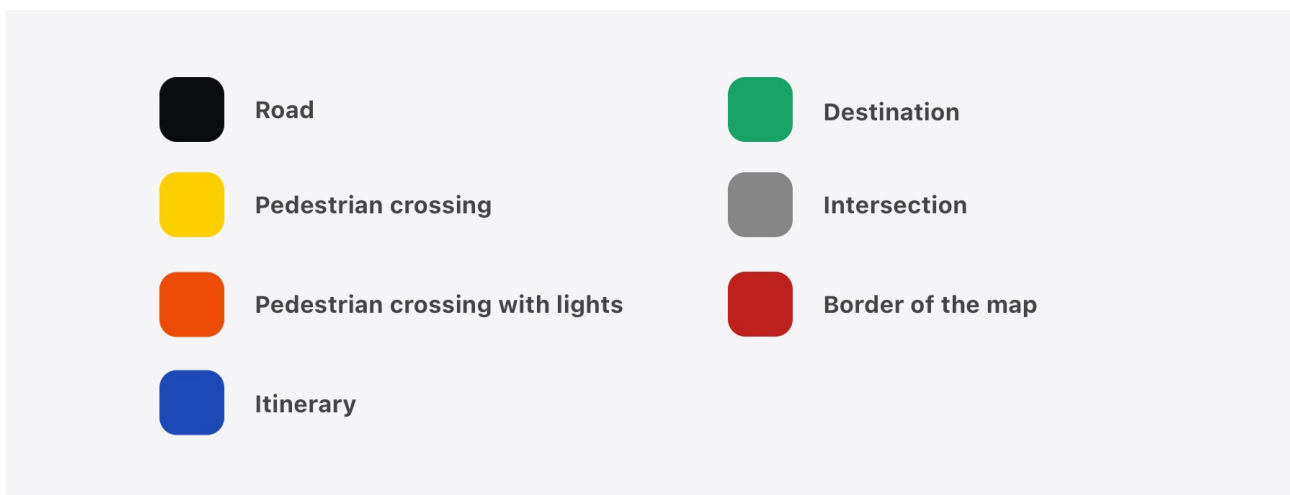 Road
Destination
Pedestrian crossing
Intersection
Pedestrian crossing with lights
Border of the map
Itinerary